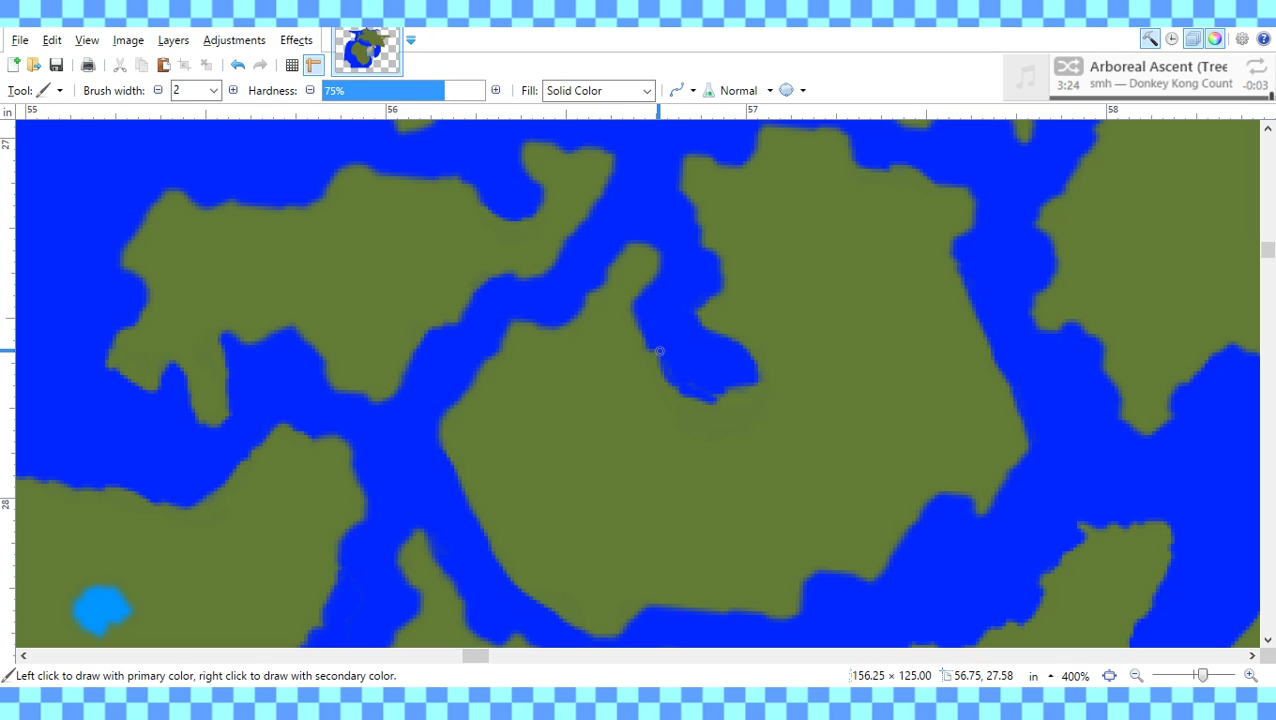 File Edit View Image Layers Adjustments Effects
Arboreal Ascent (Tree
3:24 smh — Donkey Kong Count -0:03
Tool: Brush width: 2 Hardness: 75% Fill: Solid Color Normal
in 55 56 57 58
27
28
Left click to draw with primary color, right click to draw with secondary color. 156.25 × 125.00 56.75, 27.58 in 400%